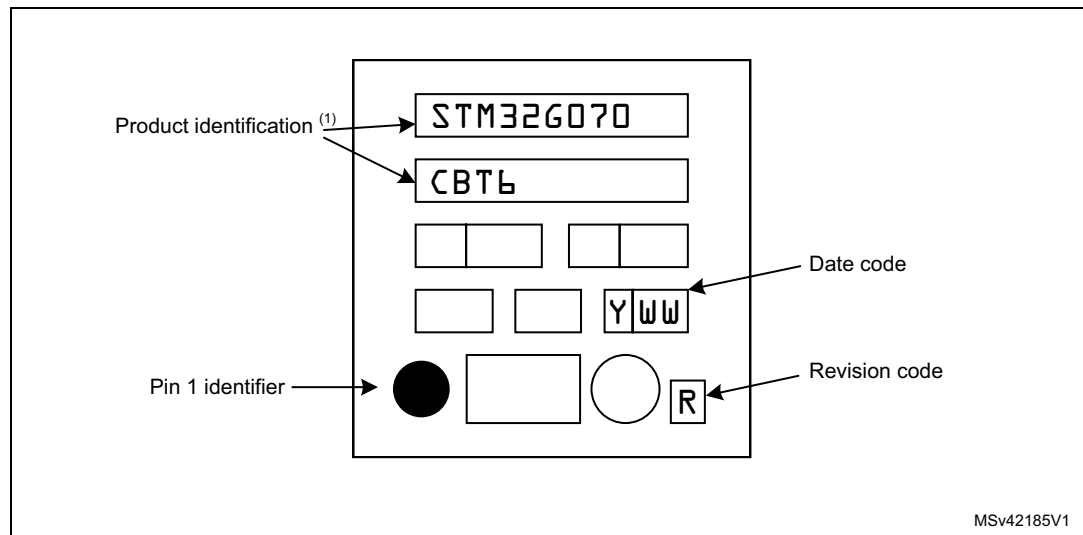 STM32G070
Product identification (1)
CBT6
Date code
Y WW
Pin 1 identifier
Revision code
R
MSv42185V1